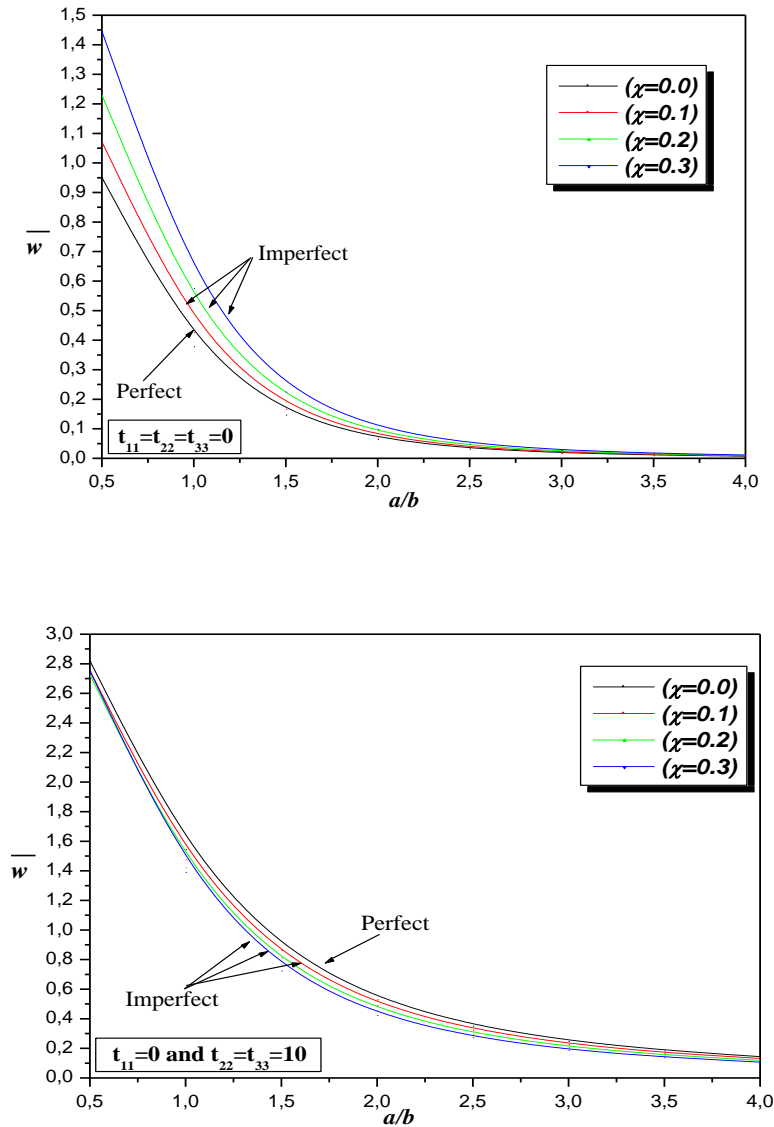 1,5
1,4
1,3
1,2
1,1
1,0
0,9
0,8
0,7
0,6
0,5
0,4
0,3
0,2
0,1
0,0
w
(χ=0.0)
(χ=0.1)
(χ=0.2)
(χ=0.3)
Imperfect
Perfect
t11=t22=t33=0
0,5 1,0 1,5 2,0 2,5 3,0 3,5 4,0
a/b
3,0
2,8
2,6
2,4
2,2
2,0
1,8
1,6
1,4
1,2
1,0
0,8
0,6
0,4
0,2
0,0
w
(χ=0.0)
(χ=0.1)
(χ=0.2)
(χ=0.3)
Perfect
Imperfect
t11=0 and t22=t33=10
0,5 1,0 1,5 2,0 2,5 3,0 3,5 4,0
a/b